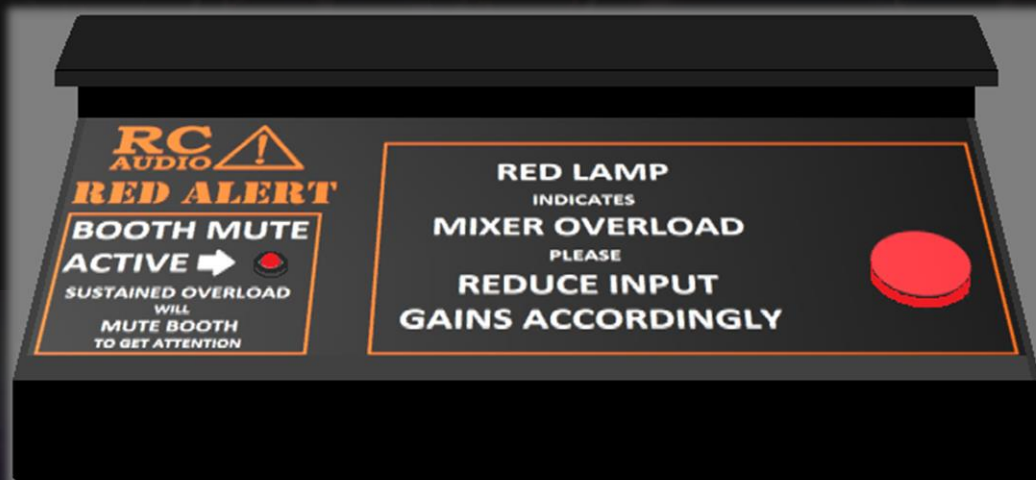 RC
AUDIO
RED ALERT
BOOTH MUTE
ACTIVE
SUSTAINED OVERLOAD
WILL
MUTE BOOTH
TO GET ATTENTION
RED LAMP
INDICATES
MIXER OVERLOAD
PLEASE
REDUCE INPUT
GAINS ACCORDINGLY